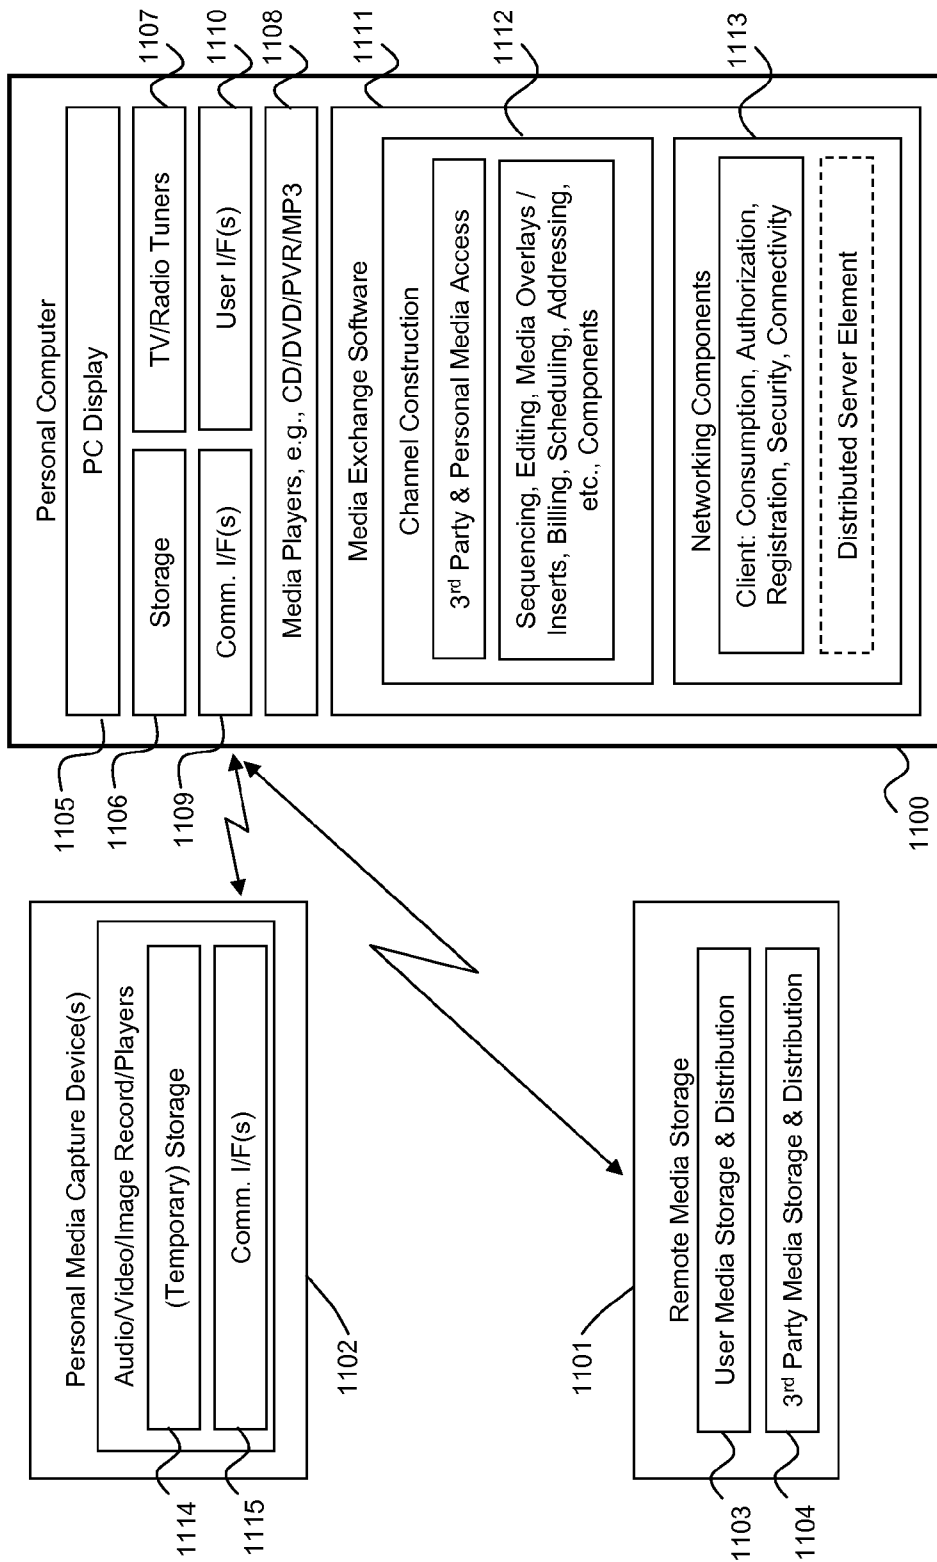 Personal Media Capture Device(s)
Audio/Video/Image Record/Players
(Temporary) Storage
Comm. I/F(s)
1114
1115
1102
Remote Media Storage
User Media Storage & Distribution
3rd Party Media Storage & Distribution
1101
1103
1104
Personal Computer
PC Display
Storage
TV/Radio Tuners
Comm. I/F(s)
User I/F(s)
Media Players, e.g., CD/DVD/PVR/MP3
Media Exchange Software
Channel Construction
3rd Party & Personal Media Access
Sequencing, Editing, Media Overlays /
Inserts, Billing, Scheduling, Addressing,
etc., Components
Networking Components
Client: Consumption, Authorization,
Registration, Security, Connectivity
Distributed Server Element
1105
1106
1109
1100
1107
1110
1108
1111
1112
1113